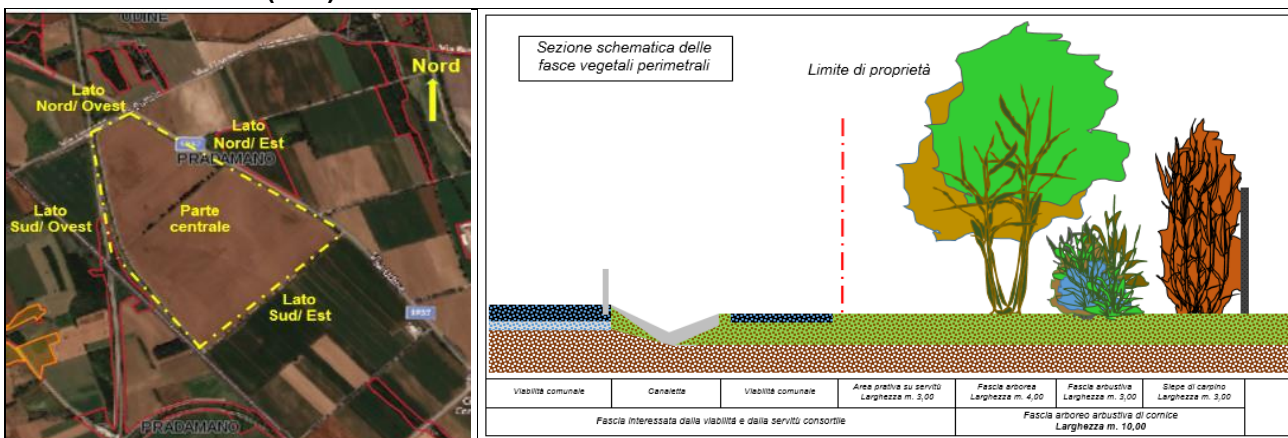 UDINE
Nord
Lato
Nord/ Ovest
Lato
Nord/ Est
PRADAMANO
Lato
Sud/ Ovest
Parte
centrale
Lato
Sud/ Est
PRADAMANO
Sezione schematica delle
fasce vegetali perimetrali
Limite di proprietà
Viabilità comunale
Canaletta
Viabilità comunale
Area prativa su servitù
Larghezza m. 3,00
Fascia arborea
Larghezza m. 4,00
Fascia arbustiva
Larghezza m. 3,00
Siepe di carpino
Larghezza m. 3,00
Fascia interessata dalla viabilità e dalla servitù consortile
Fascia arboreo arbustiva di cornice
Larghezza m. 10,00